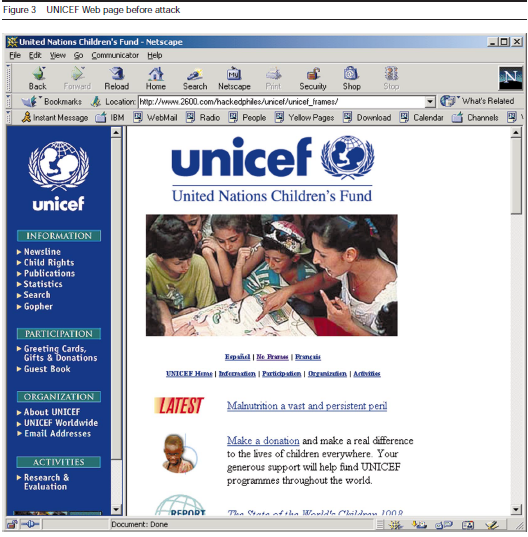 Figure 3 UNICEF Web page before attack
United Nations Children's Fund - Netscape
File Edit View Go Communicator Help
Back Forward Reload Home Search Netscape Print Security Shop Stop
Bookmarks Location: http://www.2600.com/hackedphiles/unicef/unicef_frames/ What's Related
Instant Message IBM WebMail Radio People Yellow Pages Download Calendar Channels
unicef
INFORMATION
Newsline
Child Rights
Publications
Statistics
Search
Gopher
PARTICIPATION
Greeting Cards,
Gifts & Donations
Guest Book
ORGANIZATION
About UNICEF
UNICEF Worldwide
Email Addresses
ACTIVITIES
Research &
Evaluation
unicef
United Nations Children's Fund
Español | No Frames | Français
UNICEF Home | Information | Participation | Organization | Activities
LATEST
Malnutrition a vast and persistent peril
Make a donation and make a real difference
to the lives of children everywhere. Your
generous support will help fund UNICEF
programmes throughout the world.
REPORT
The State of the World's Children 1998
Document: Done